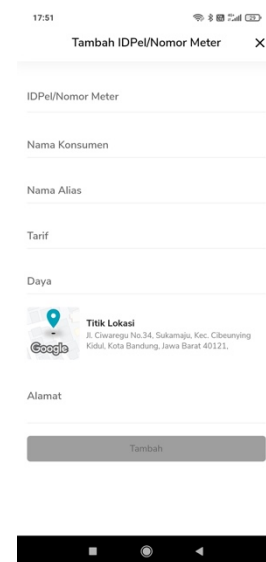 17:51
Tambah IDPel/Nomor Meter
IDPel/Nomor Meter
Nama Konsumen
Nama Alias
Tarif
Daya
Titik Lokasi
Jl. Ciwaregu No.34, Sukamaju, Kec. Cibeunying
Kidul, Kota Bandung, Jawa Barat 40121,
Google
Alamat
Tambah